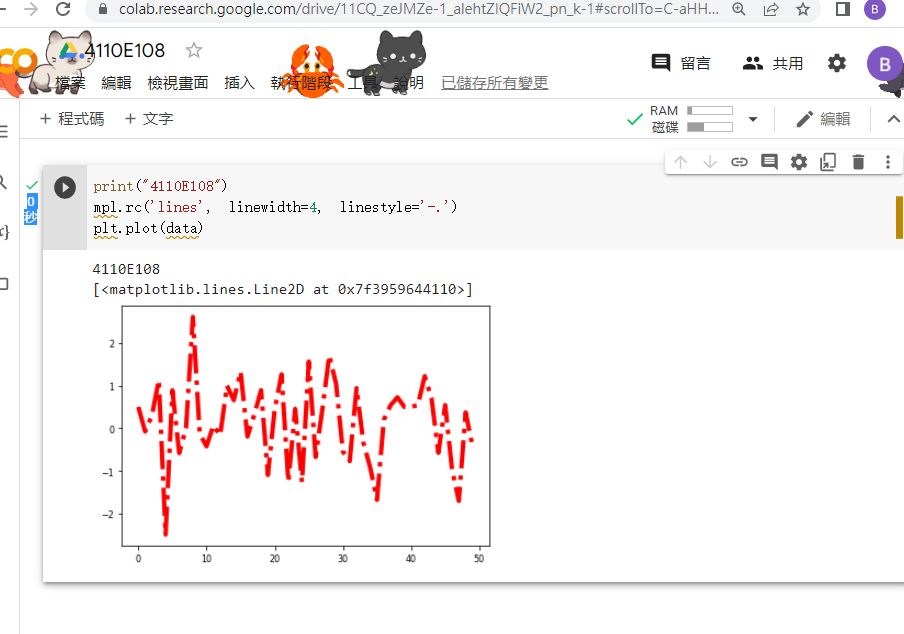 colab.research.google.com/drive/11CQ_zeJMZe-1_alehtZlQFiW2_pn_k-1#scrollTo=C-aHH...
B
4110E108
檔案 編輯 檢視畫面 插入 執行階段 工具 說明 已儲存所有變更
留言 共用 B
+ 程式碼 + 文字
RAM
磁碟
編輯
0
秒
print("4110E108")
mpl.rc('lines', linewidth=4, linestyle='-.')
plt.plot(data)
4110E108
[<matplotlib.lines.Line2D at 0x7f3959644110>]
2
1
0
−1
−2
0 10 20 30 40 50